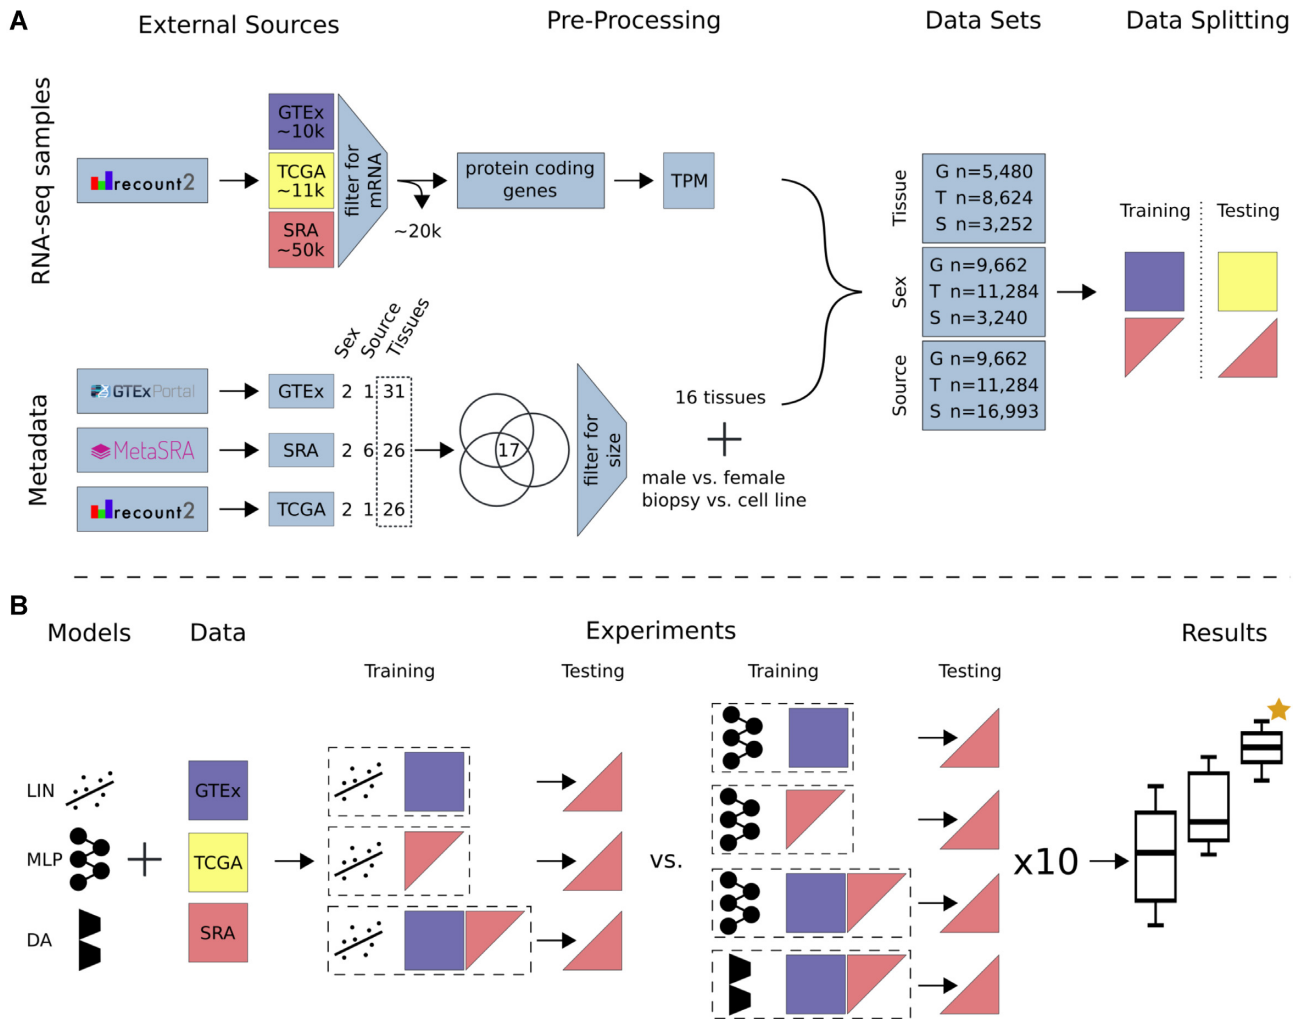 A
External Sources
Pre-Processing
Data Sets
Data Splitting
RNA-seq samples
recount2
GTEx
~10k
TCGA
~11k
SRA
~50k
filter for
mRNA
~20k
protein coding
genes
TPM
Tissue
G n=5,480
T n=8,624
S n=3,252
Sex
G n=9,662
T n=11,284
S n=3,240
Source
G n=9,662
T n=11,284
S n=16,993
Training
Testing
Metadata
Sex
Source
Tissues
GTExPortal
GTEx 2 1 31
MetaSRA
SRA 2 6 26
recount2
TCGA 2 1 26
17
filter for
size
16 tissues
male vs. female
biopsy vs. cell line
B
Models
Data
Experiments
Results
Training
Testing
Training
Testing
LIN
MLP
DA
GTEx
TCGA
SRA
vs.
x10